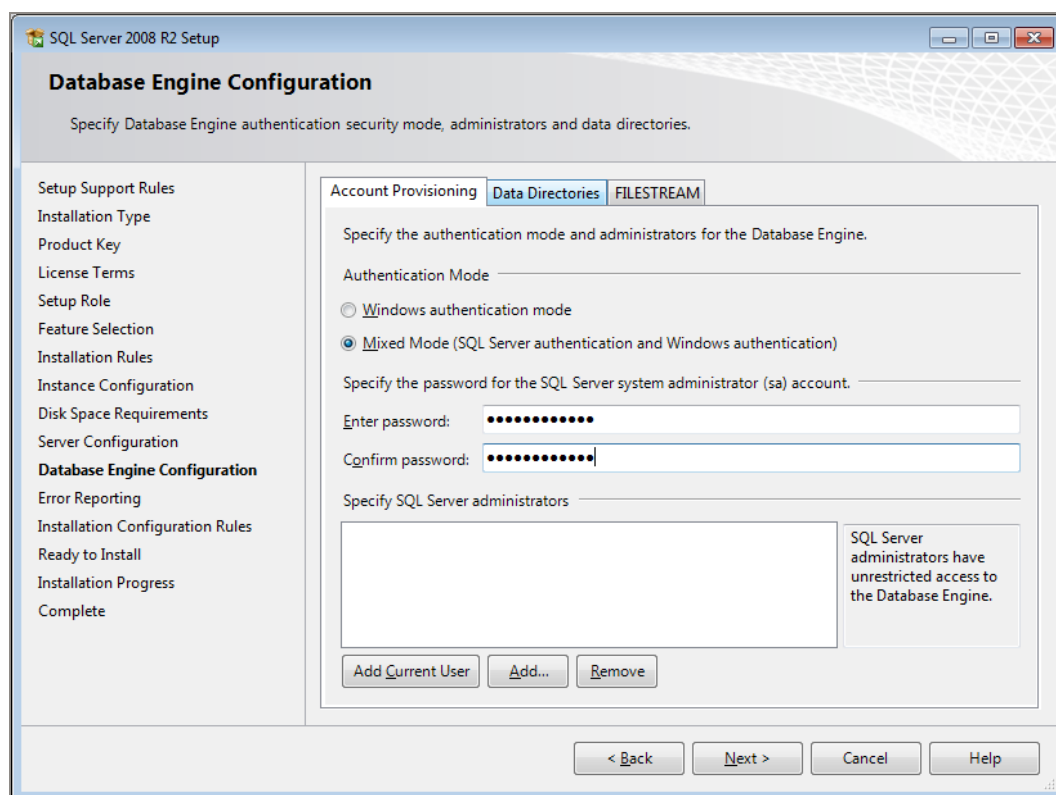 SQL Server 2008 R2 Setup
Database Engine Configuration
Specify Database Engine authentication security mode, administrators and data directories.
Setup Support Rules
Installation Type
Product Key
License Terms
Setup Role
Feature Selection
Installation Rules
Instance Configuration
Disk Space Requirements
Server Configuration
Database Engine Configuration
Error Reporting
Installation Configuration Rules
Ready to Install
Installation Progress
Complete
Account Provisioning Data Directories FILESTREAM
Specify the authentication mode and administrators for the Database Engine.
Authentication Mode
Windows authentication mode
Mixed Mode (SQL Server authentication and Windows authentication)
Specify the password for the SQL Server system administrator (sa) account.
Enter password: ●●●●●●●●●●●●
Confirm password: ●●●●●●●●●●●●
Specify SQL Server administrators
SQL Server
administrators have
unrestricted access to
the Database Engine.
Add Current User Add... Remove
< Back Next > Cancel Help